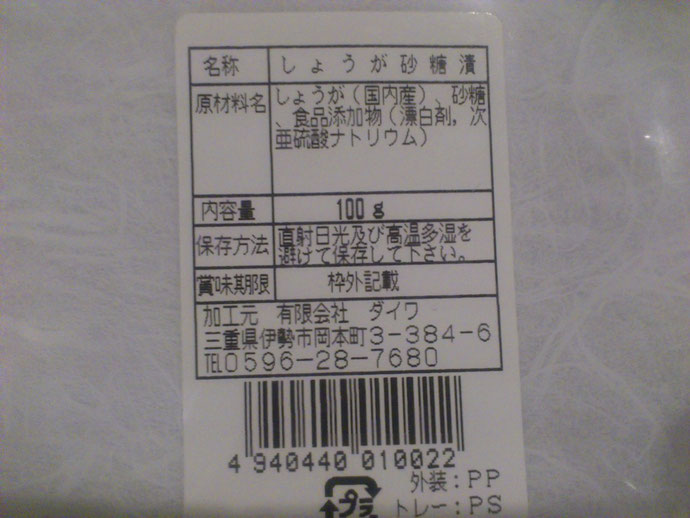 名称 しょうが砂糖漬
原材料名 しょうが(国内産)、砂糖
、食品添加物(漂白剤,次
亜硫酸ナトリウム)
内容量 100g
保存方法 直射日光及び高温多湿を
避けて保存して下さい。
賞味期限 枠外記載
加工元 有限会社 ダイワ
三重県伊勢市岡本町3-384-6
TEL0596-28-7680
4 940440 010022
外装:PP
プラ トレー:PS